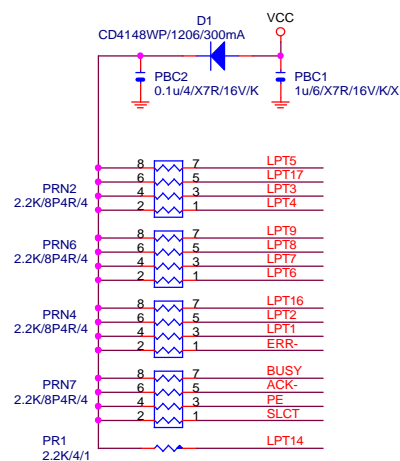 D1
VCC
CD4148WP/1206/300mA
PBC2
0.1u/4/X7R/16V/K
PBC1
1u/6/X7R/16V/K/X
8 7 LPT5
6 5 LPT17
PRN2 4 3 LPT3
2.2K/8P4R/4 2 1 LPT4
8 7 LPT9
PRN6 6 5 LPT8
2.2K/8P4R/4 4 3 LPT7
2 1 LPT6
8 7 LPT16
PRN4 6 5 LPT2
2.2K/8P4R/4 4 3 LPT1
2 1 ERR-
8 7 BUSY
PRN7 6 5 ACK-
2.2K/8P4R/4 4 3 PE
2 1 SLCT
PR1 LPT14
2.2K/4/1